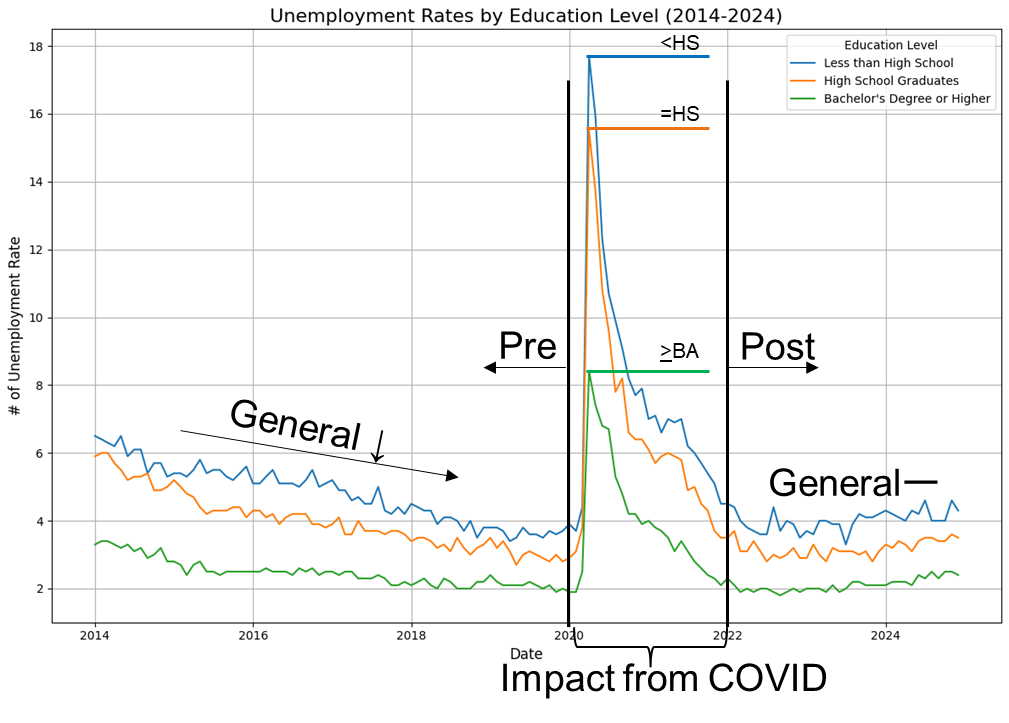 Unemployment Rates by Education Level (2014-2024)
<HS
Education Level
Less than High School
High School Graduates
Bachelor's Degree or Higher
=HS
≥BA
Pre
Post
General ↓
General—
# of Unemployment Rate
18
16
14
12
10
8
6
4
2
2014
2016
2018
2020
2022
2024
Date
Impact from COVID